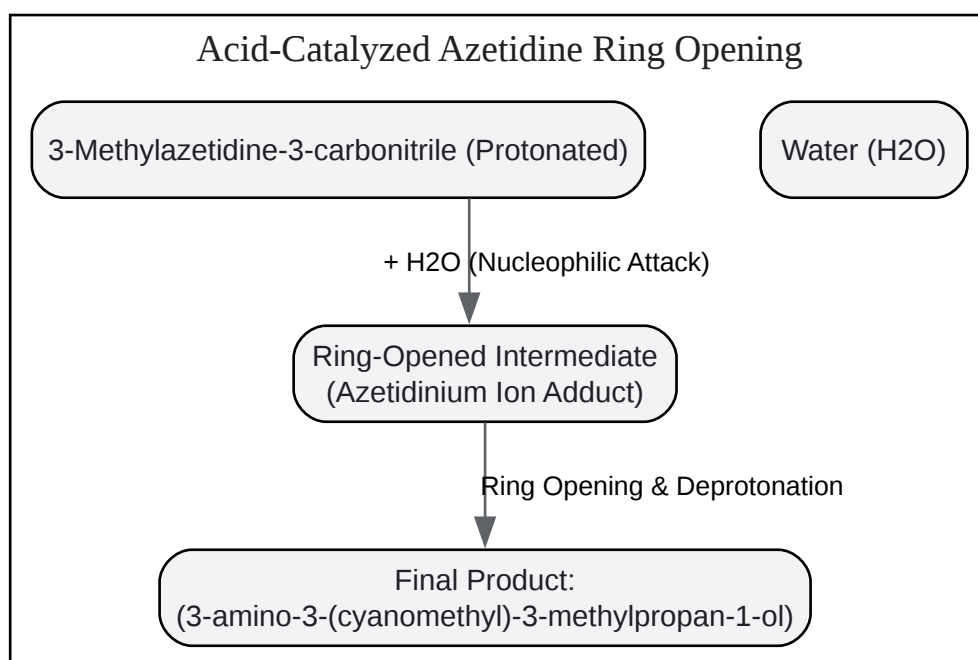 Acid-Catalyzed Azetidine Ring Opening
3-Methylazetidine-3-carbonitrile (Protonated)
Water (H2O)
+ H2O (Nucleophilic Attack)
Ring-Opened Intermediate
(Azetidinium Ion Adduct)
Ring Opening & Deprotonation
Final Product:
(3-amino-3-(cyanomethyl)-3-methylpropan-1-ol)